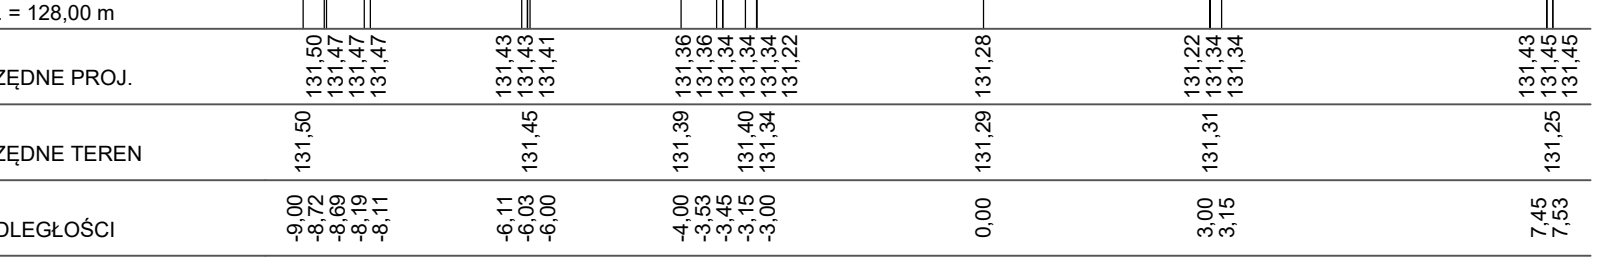 . = 128,00 m
ZĘDNE PROJ. 131,50 131,47 131,47 131,47 131,43 131,43 131,41 131,36 131,36 131,34 131,34 131,34 131,22 131,28 131,22 131,34 131,34 131,43 131,45 131,45
ZĘDNE TEREN 131,50 131,45 131,39 131,40 131,34 131,29 131,31 131,25
DLEGŁOŚCI -9,00 -8,72 -8,69 -8,19 -8,11 -6,11 -6,03 -6,00 -4,00 -3,53 -3,45 -3,15 -3,00 0,00 3,00 3,15 7,45 7,53